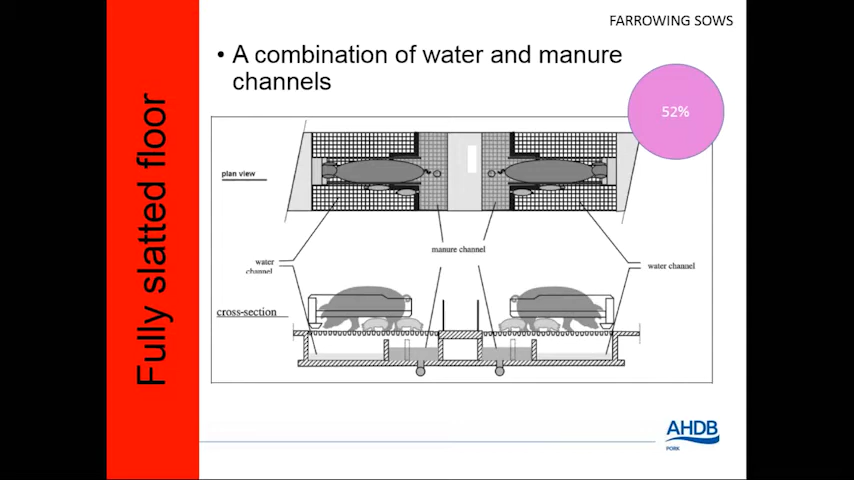 FARROWING SOWS
• A combination of water and manure
channels
52%
Fully slatted floor
plan view
manure channel
water
channel
water channel
cross-section
AHDB
PORK